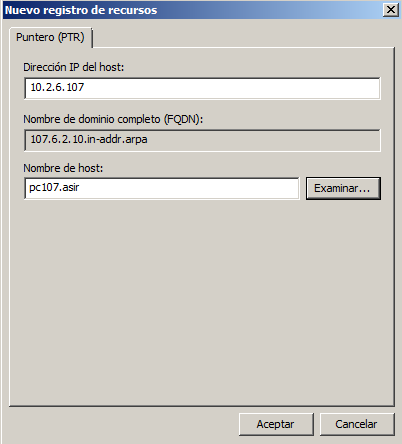 Nuevo registro de recursos
Puntero (PTR)
Dirección IP del host:
10.2.6.107
Nombre de dominio completo (FQDN):
107.6.2.10.in-addr.arpa
Nombre de host:
pc107.asir
Examinar...
Aceptar
Cancelar